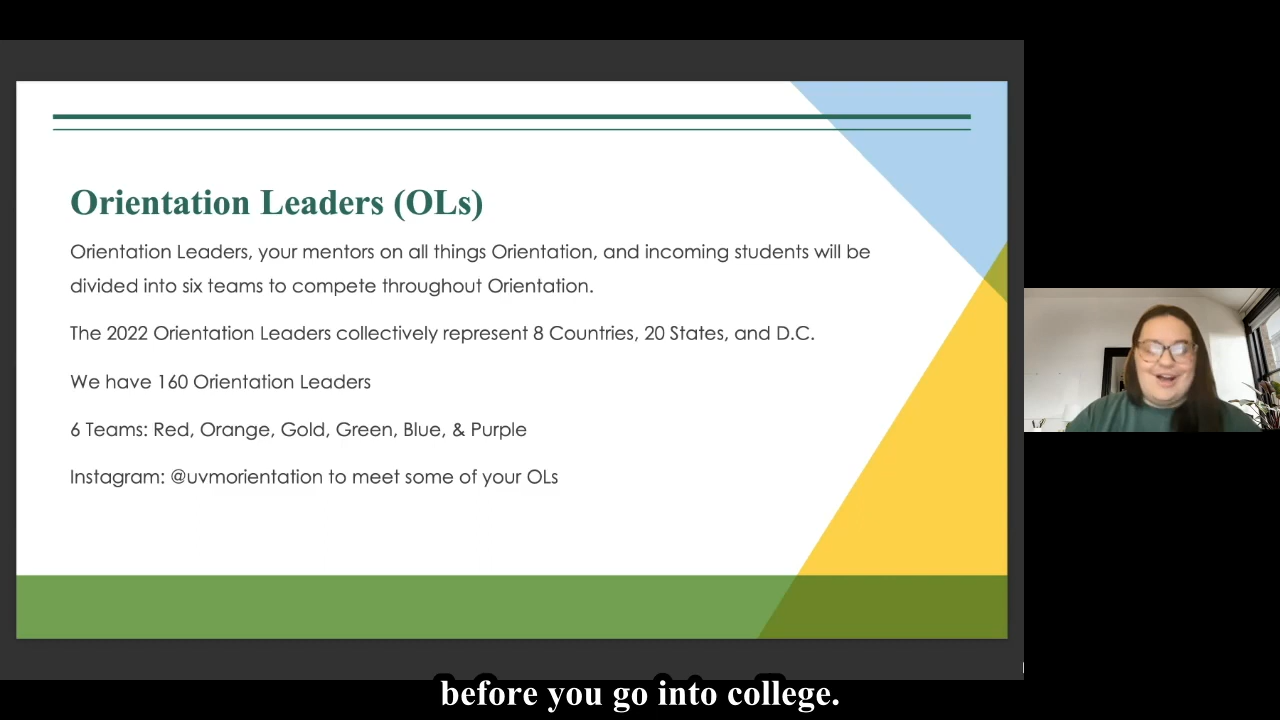 Orientation Leaders (OLs)
Orientation Leaders, your mentors on all things Orientation, and incoming students will be
divided into six teams to compete throughout Orientation.
The 2022 Orientation Leaders collectively represent 8 Countries, 20 States, and D.C.
We have 160 Orientation Leaders
6 Teams: Red, Orange, Gold, Green, Blue, & Purple
Instagram: @uvmorientation to meet some of your OLs
before you go into college.